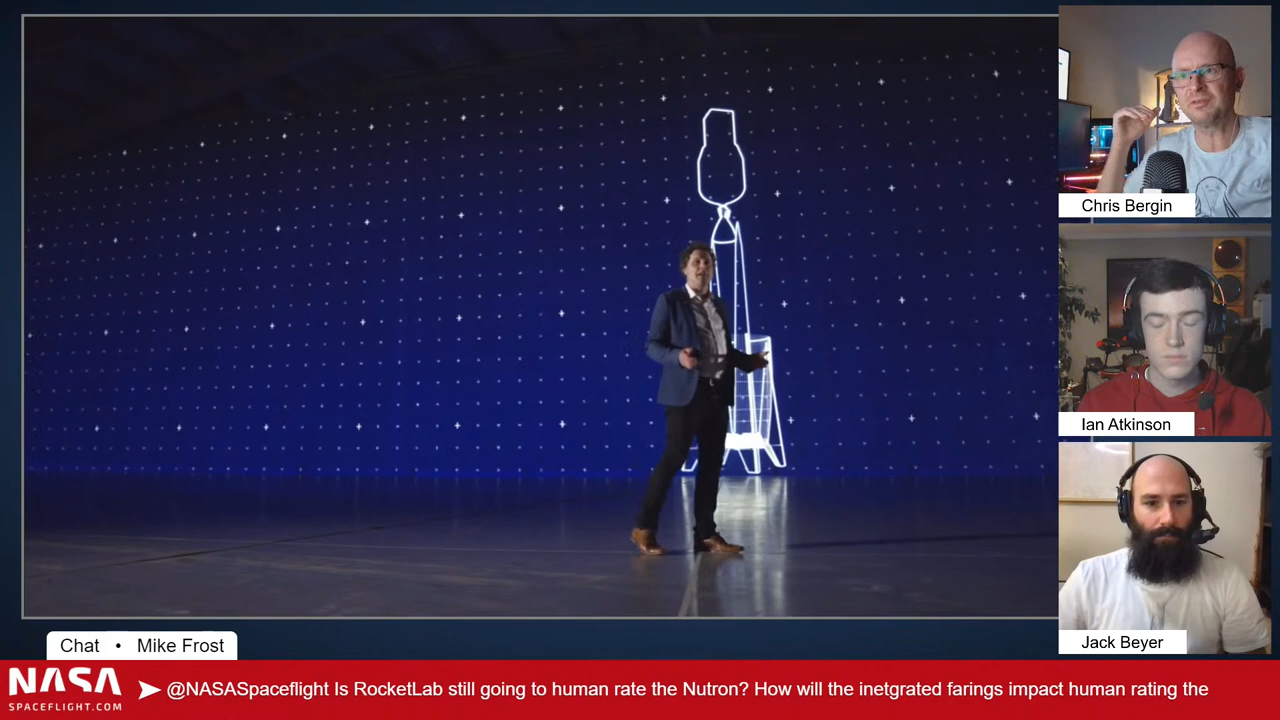 Chris Bergin
Ian Atkinson
Jack Beyer
Chat • Mike Frost
NASA
SPACEFLIGHT.COM
@NASASpaceflight Is RocketLab still going to human rate the Nutron? How will the inetgrated farings impact human rating the